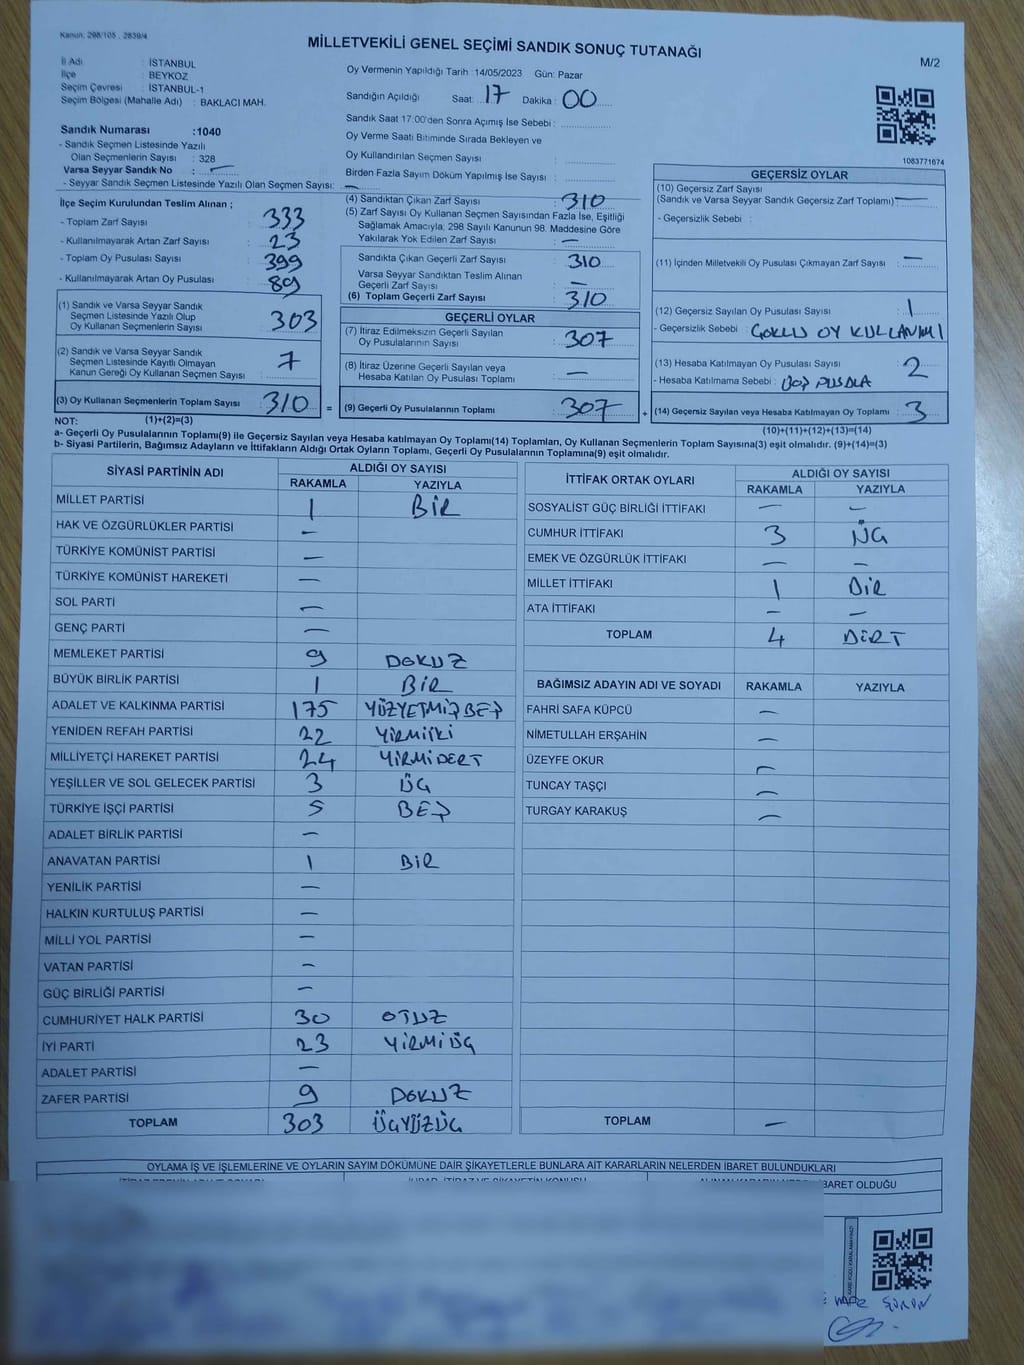 Kanun: 298/105 , 2839/4
MİLLETVEKİLİ GENEL SEÇİMİ SANDIK SONUÇ TUTANAĞI
M/2
İl Adı : İSTANBUL
İlçe : BEYKOZ
Seçim Çevresi : İSTANBUL-1
Seçim Bölgesi (Mahalle Adı) : BAKLACI MAH.
Oy Vermenin Yapıldığı Tarih :14/05/2023 Gün: Pazar
Sandığın Açıldığı Saat: 17 Dakika: 00
Sandık Saat 17:00'den Sonra Açımış İse Sebebi :
Oy Verme Saati Bitiminde Sırada Bekleyen ve
Oy Kullandırılan Seçmen Sayısı :
Birden Fazla Sayım Döküm Yapılmış İse Sayısı :
1083771674
Sandık Numarası :1040
- Sandık Seçmen Listesinde Yazılı
Olan Seçmenlerin Sayısı : 328
Varsa Seyyar Sandık No : —
- Seyyar Sandık Seçmen Listesinde Yazılı Olan Seçmen Sayısı: —
İlçe Seçim Kurulundan Teslim Alınan ;
- Toplam Zarf Sayısı : 333
- Kullanılmayarak Artan Zarf Sayısı : 23
- Toplam Oy Pusulası Sayısı : 399
- Kullanılmayarak Artan Oy Pusulası : 89
(1) Sandık ve Varsa Seyyar Sandık
Seçmen Listesinde Yazılı Olup
Oy Kullanan Seçmenlerin Sayısı : 303
(2) Sandık ve Varsa Seyyar Sandık
Seçmen Listesinde Kayıtlı Olmayan
Kanun Gereği Oy Kullanan Seçmen Sayısı : 7
(3) Oy Kullanan Seçmenlerin Toplam Sayısı : 310
(1)+(2)=(3)
(4) Sandıktan Çıkan Zarf Sayısı : 310
(5) Zarf Sayısı Oy Kullanan Seçmen Sayısından Fazla İse, Eşitliği
Sağlamak Amacıyla, 298 Sayılı Kanunun 98. Maddesine Göre
Yakılarak Yok Edilen Zarf Sayısı : —
Sandıkta Çıkan Geçerli Zarf Sayısı : 310
Varsa Seyyar Sandıktan Teslim Alınan
Geçerli Zarf Sayısı : —
(6) Toplam Geçerli Zarf Sayısı : 310
GEÇERLİ OYLAR
(7) İtiraz Edilmeksizin Geçerli Sayılan
Oy Pusulalarının Sayısı : 307
(8) İtiraz Üzerine Geçerli Sayılan veya
Hesaba Katılan Oy Pusulası Toplamı : —
= (9) Geçerli Oy Pusulalarının Toplamı : 307
GEÇERSİZ OYLAR
(10) Geçersiz Zarf Sayısı
(Sandık ve Varsa Seyyar Sandık Geçersiz Zarf Toplamı) : —
- Geçersizlik Sebebi :
(11) İçinden Milletvekili Oy Pusulası Çıkmayan Zarf Sayısı : —
(12) Geçersiz Sayılan Oy Pusulası Sayısı : 1
- Geçersizlik Sebebi : ÇOKLU OY KULLANIMI
(13) Hesaba Katılmayan Oy Pusulası Sayısı : 2
- Hesaba Katılmama Sebebi : BOŞ PUSULA
+ (14) Geçersiz Sayılan veya Hesaba Katılmayan Oy Toplamı : 3
(10)+(11)+(12)+(13)=(14)
NOT:
a- Geçerli Oy Pusulalarının Toplamı(9) ile Geçersiz Sayılan veya Hesaba katılmayan Oy Toplamı(14) Toplamları, Oy Kullanan Seçmenlerin Toplam Sayısına(3) eşit olmalıdır. (9)+(14)=(3)
b- Siyasi Partilerin, Bağımsız Adayların ve İttifakların Aldığı Oyların Toplamı, Geçerli Oy Pusulalarının Toplamına(9) eşit olmalıdır.
SİYASİ PARTİNİN ADI ALDIĞI OY SAYISI
RAKAMLA YAZIYLA
MİLLET PARTİSİ 1 BİR
HAK VE ÖZGÜRLÜKLER PARTİSİ —
TÜRKİYE KOMÜNİST PARTİSİ —
TÜRKİYE KOMÜNİST HAREKETİ —
SOL PARTİ —
GENÇ PARTİ —
MEMLEKET PARTİSİ 9 DOKUZ
BÜYÜK BİRLİK PARTİSİ 1 BİR
ADALET VE KALKINMA PARTİSİ 175 YÜZYETMİŞBEŞ
YENİDEN REFAH PARTİSİ 22 YİRMİİKİ
MİLLİYETÇİ HAREKET PARTİSİ 24 YİRMİDERT
YEŞİLLER VE SOL GELECEK PARTİSİ 3 ÜÇ
TÜRKİYE İŞÇİ PARTİSİ 5 BEŞ
ADALET BİRLİK PARTİSİ —
ANAVATAN PARTİSİ 1 BİR
YENİLİK PARTİSİ —
HALKIN KURTULUŞ PARTİSİ —
MİLLİ YOL PARTİSİ —
VATAN PARTİSİ —
GÜÇ BİRLİĞİ PARTİSİ —
CUMHURİYET HALK PARTİSİ 30 OTUZ
İYİ PARTİ 23 YİRMİÜÇ
ADALET PARTİSİ —
ZAFER PARTİSİ 9 DOKUZ
TOPLAM 303 ÜÇYÜZÜÇ
İTTİFAK ORTAK OYLARI ALDIĞI OY SAYISI
RAKAMLA YAZIYLA
SOSYALİST GÜÇ BİRLİĞİ İTTİFAKI — —
CUMHUR İTTİFAKI 3 ÜÇ
EMEK VE ÖZGÜRLÜK İTTİFAKI — —
MİLLET İTTİFAKI 1 BİR
ATA İTTİFAKI — —
TOPLAM 4 DERT
BAĞIMSIZ ADAYIN ADI VE SOYADI RAKAMLA YAZIYLA
FAHRİ SAFA KÜPCÜ —
NİMETULLAH ERŞAHİN —
ÜZEYFE OKUR —
TUNCAY TAŞÇI —
TURGAY KARAKUŞ —
TOPLAM —
OYLAMA İŞ VE İŞLEMLERİNE VE OYLARIN SAYIM DÖKÜMÜNE DAİR ŞİKAYETLERLE BUNLARA AİT KARARLARIN NELERDEN İBARET BULUNDUKLARI
İBARET OLDUĞU